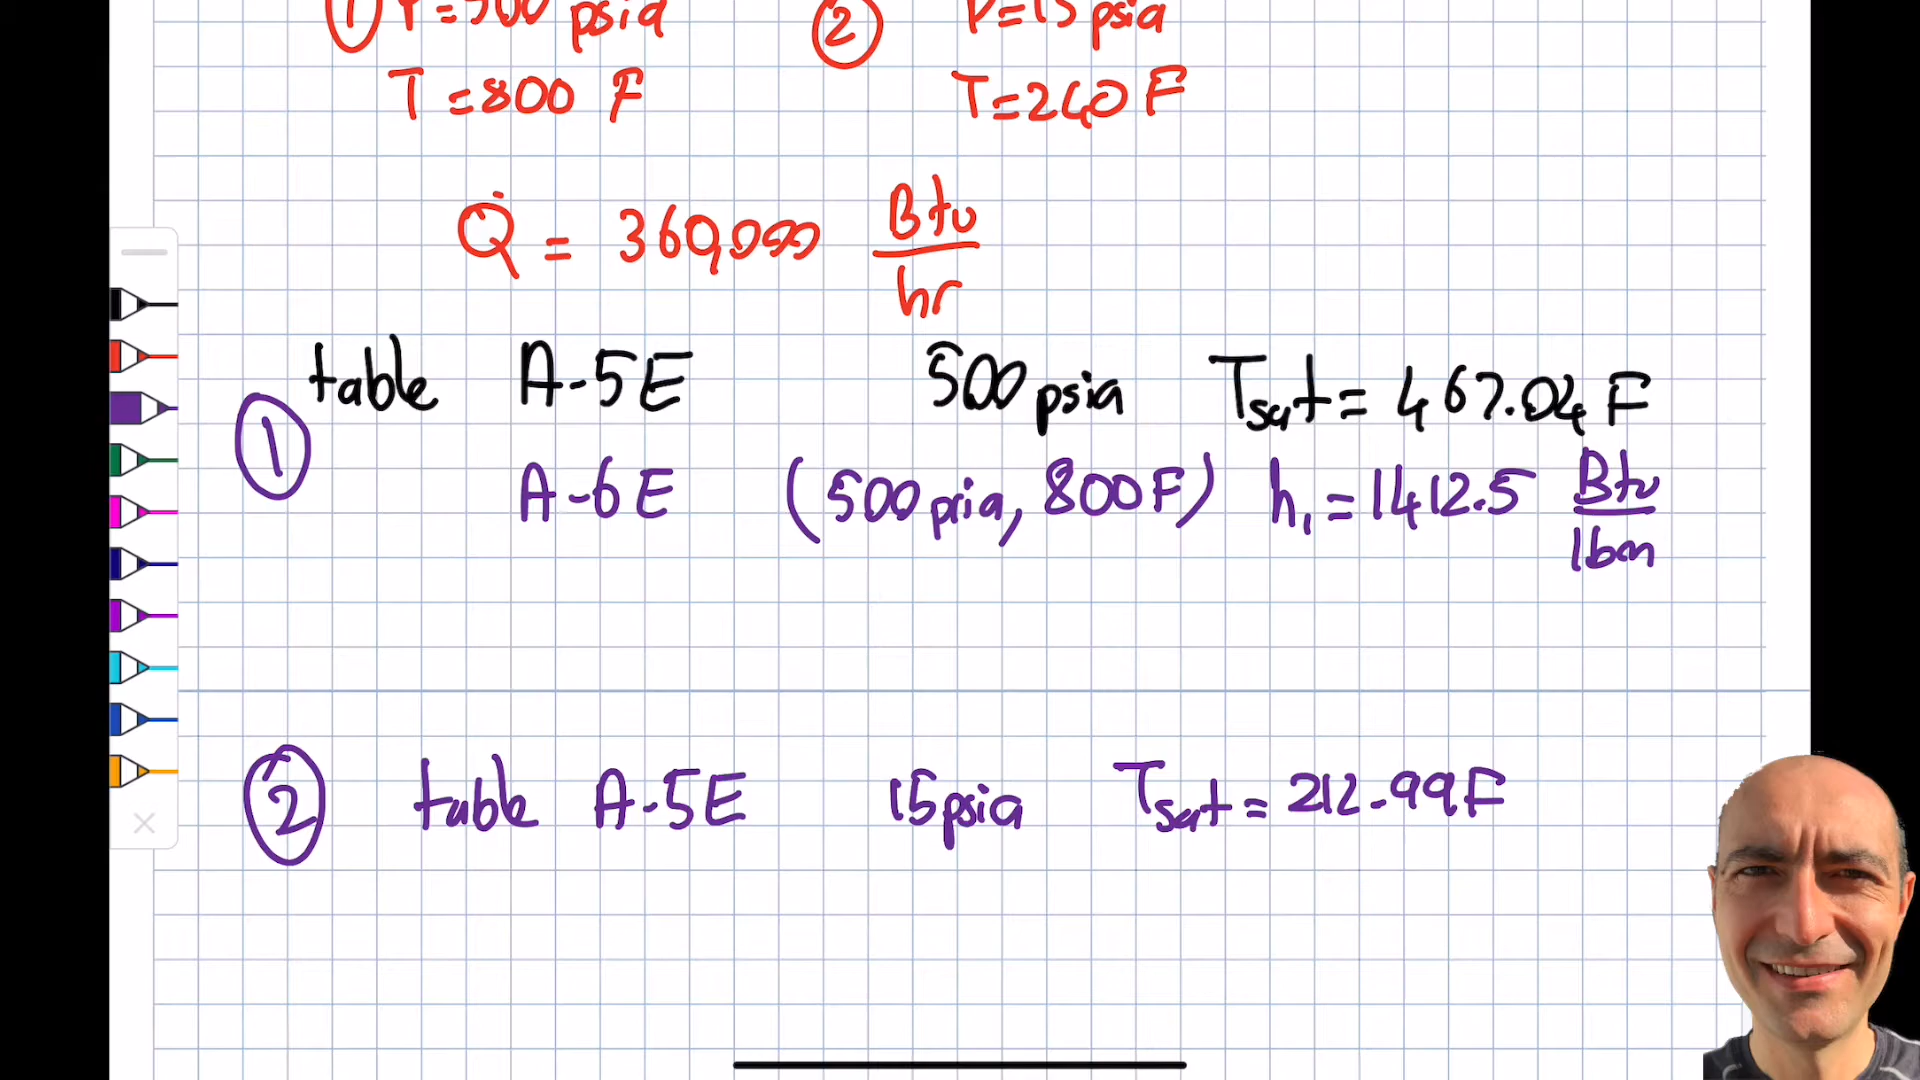 ① P=500 psia ② P=15 psia
T=800 F T=240 F
Q̇ = 360,000 Btu/hr
table A-5E 500 psia Tsat = 467.04 F
① A-6E (500 psia, 800F) h₁ = 1412.5 Btu/lbm
② table A-5E 15 psia Tsat = 212.99F